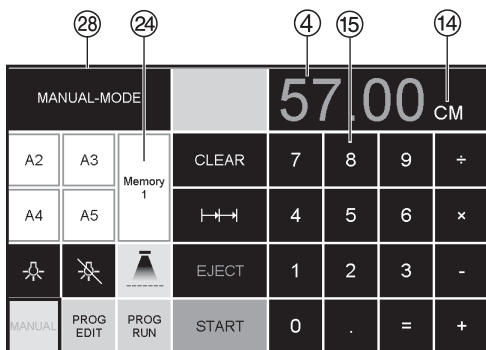 28 24 4 15 14
MANUAL-MODE 57.00 CM
A2 A3 Memory 1 CLEAR 7 8 9 ÷
A4 A5 4 5 6 ×
EJECT 1 2 3 -
MANUAL PROG EDIT PROG RUN START 0 . = +